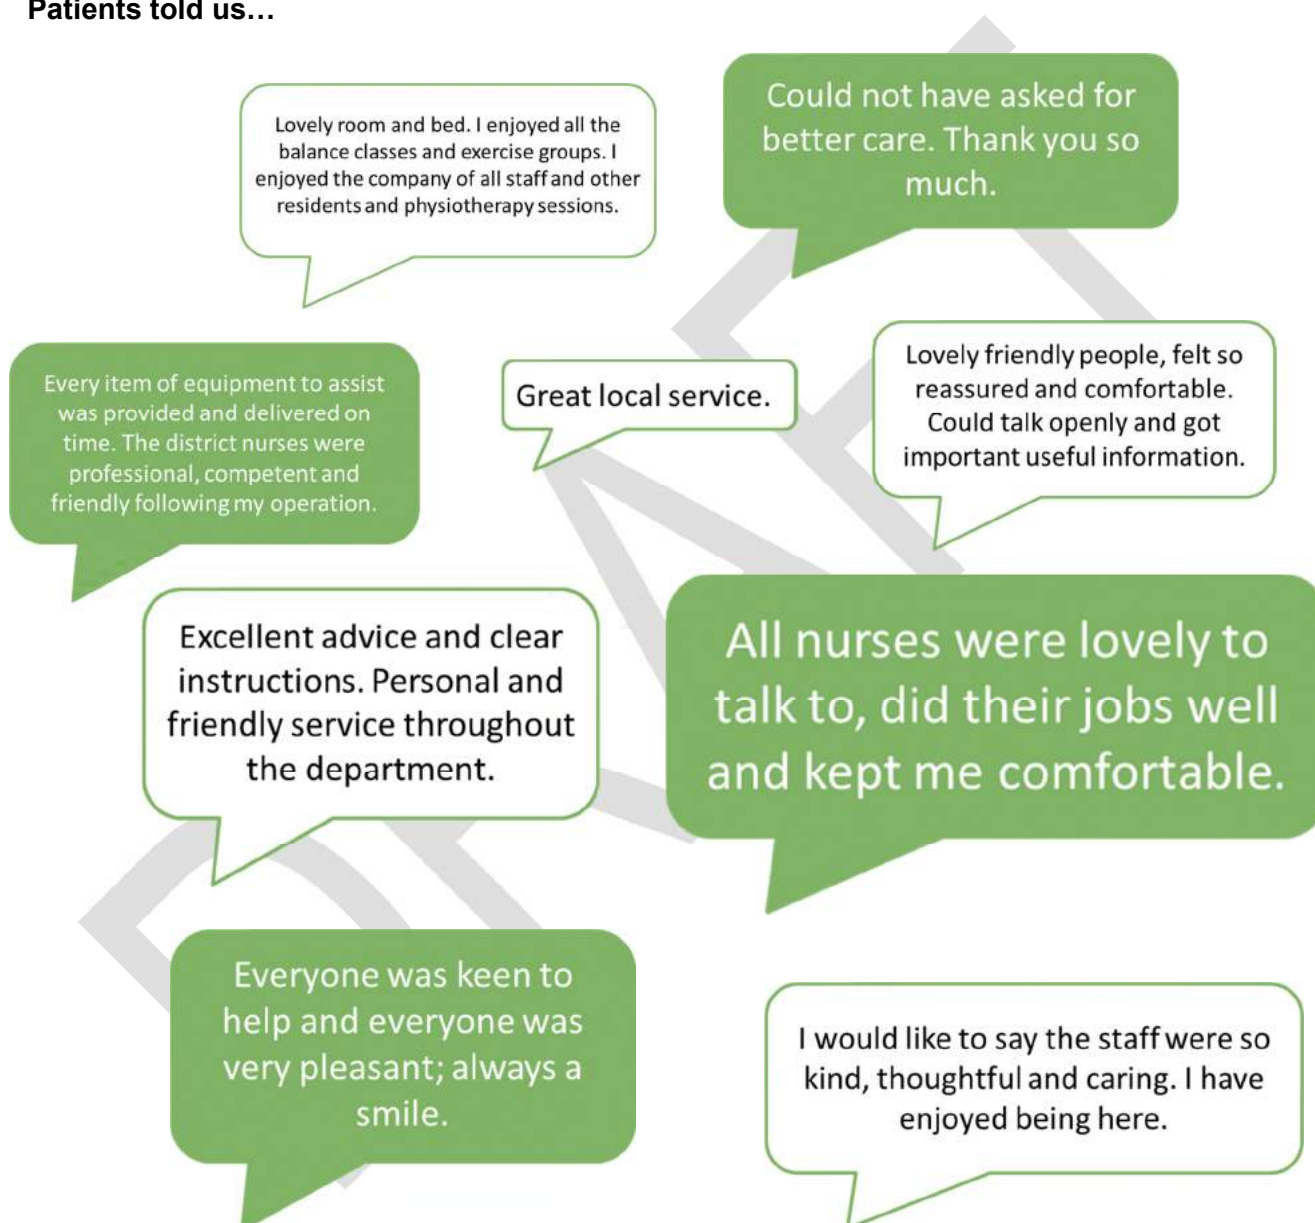 Patients told us…
Lovely room and bed. I enjoyed all the
balance classes and exercise groups. I
enjoyed the company of all staff and other
residents and physiotherapy sessions.
Could not have asked for
better care. Thank you so
much.
Every item of equipment to assist
was provided and delivered on
time. The district nurses were
professional, competent and
friendly following my operation.
Great local service.
Lovely friendly people, felt so
reassured and comfortable.
Could talk openly and got
important useful information.
Excellent advice and clear
instructions. Personal and
friendly service throughout
the department.
All nurses were lovely to
talk to, did their jobs well
and kept me comfortable.
Everyone was keen to
help and everyone was
very pleasant; always a
smile.
I would like to say the staff were so
kind, thoughtful and caring. I have
enjoyed being here.
DRAFT